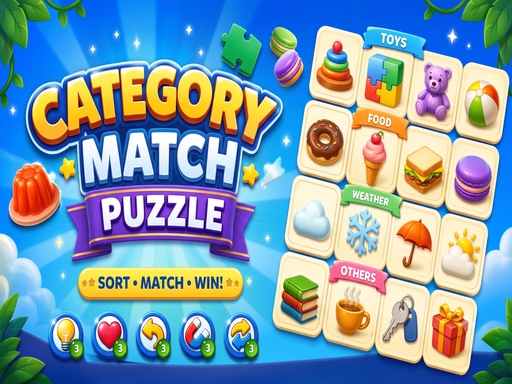 CATEGORY
MATCH
PUZZLE
SORT • MATCH • WIN!
3
3
3
3
3
TOYS
FOOD
WEATHER
OTHERS